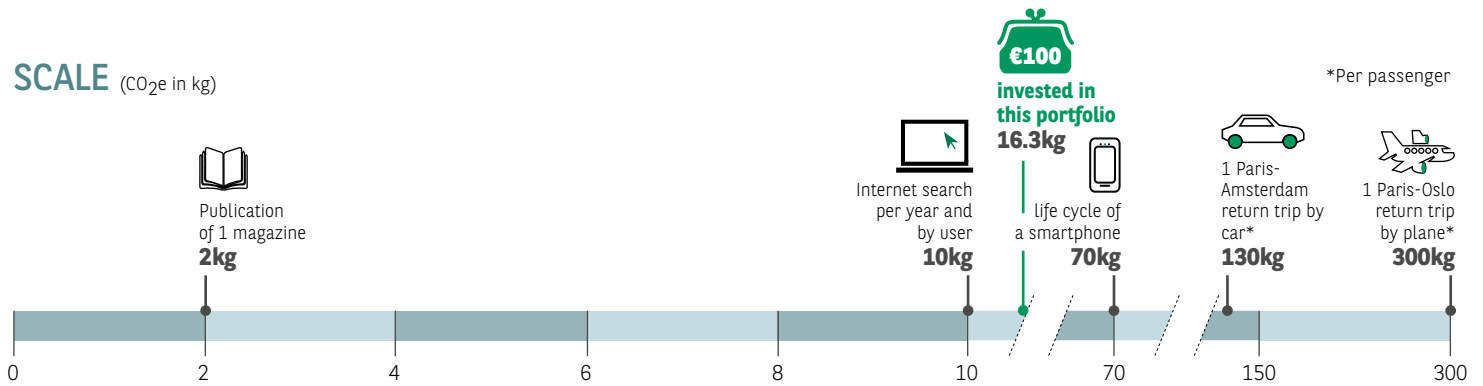 SCALE (CO2e in kg)
€100
invested in
this portfolio
16.3kg
*Per passenger
Publication
of 1 magazine
2kg
Internet search
per year and
by user
10kg
life cycle of
a smartphone
70kg
1 Paris-
Amsterdam
return trip by
car*
130kg
1 Paris-Oslo
return trip
by plane*
300kg
0 2 4 6 8 10 70 150 300